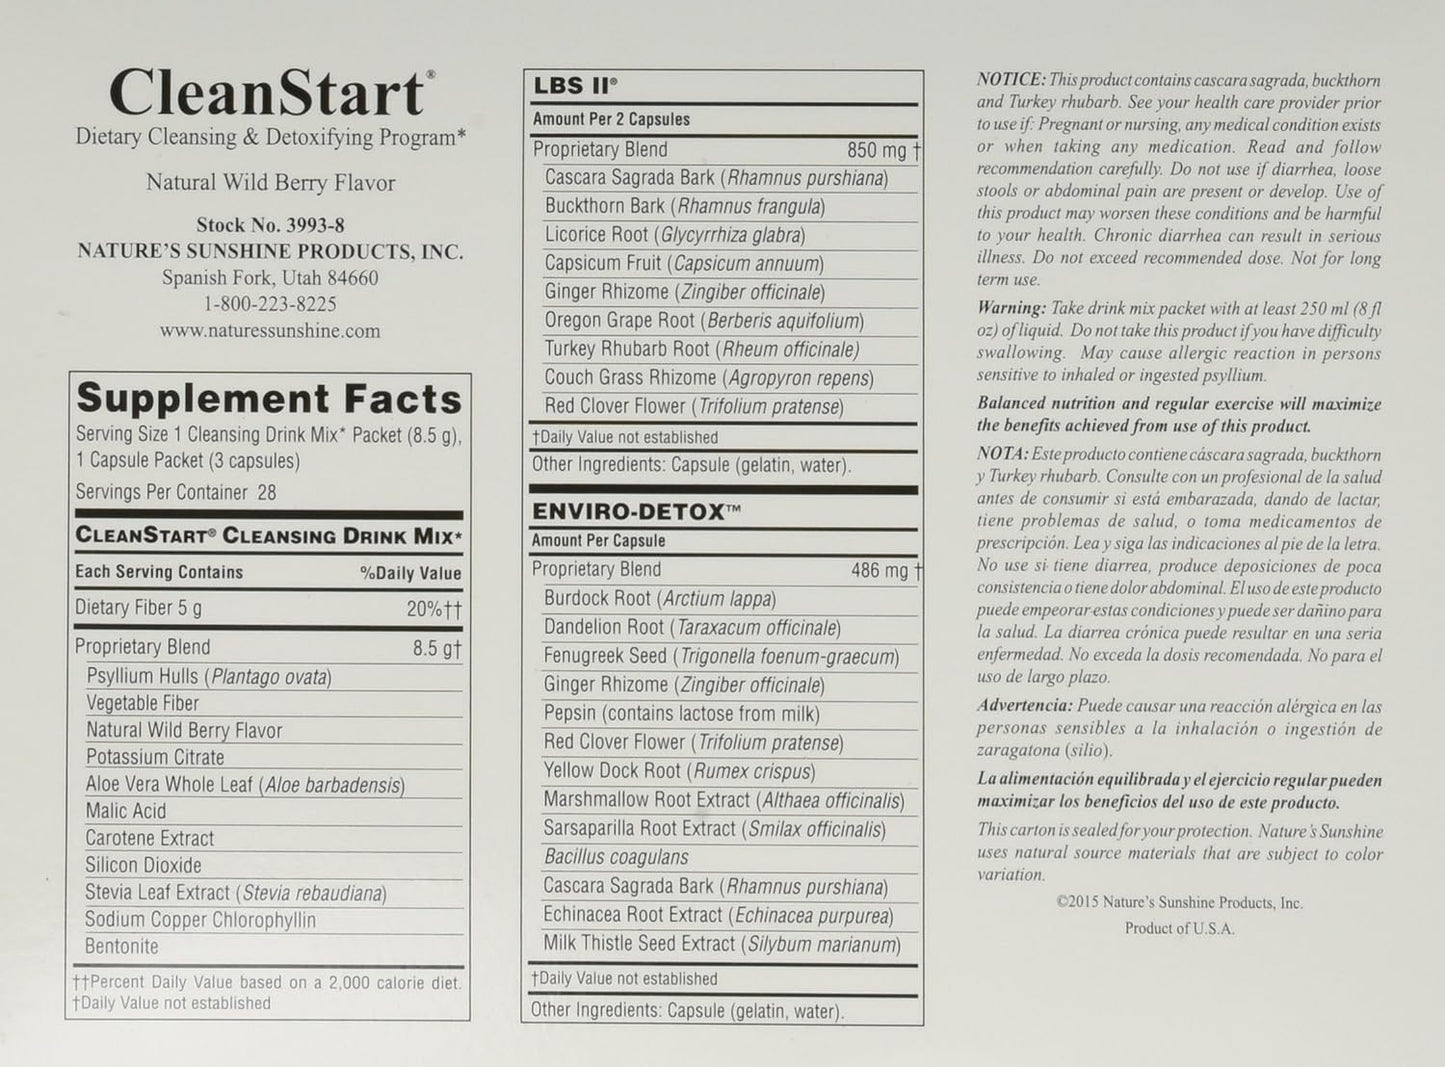 CleanStart®
Dietary Cleansing & Detoxifying Program*
Natural Wild Berry Flavor
Stock No. 3993-8
NATURE'S SUNSHINE PRODUCTS, INC.
Spanish Fork, Utah 84660
1-800-223-8225
www.naturessunshine.com
Supplement Facts
Serving Size 1 Cleansing Drink Mix* Packet (8.5 g),
1 Capsule Packet (3 capsules)
Servings Per Container 28
CLEANSTART® CLEANSING DRINK MIX*
Each Serving Contains %Daily Value
Dietary Fiber 5 g 20%††
Proprietary Blend 8.5 g†
Psyllium Hulls (Plantago ovata)
Vegetable Fiber
Natural Wild Berry Flavor
Potassium Citrate
Aloe Vera Whole Leaf (Aloe barbadensis)
Malic Acid
Carotene Extract
Silicon Dioxide
Stevia Leaf Extract (Stevia rebaudiana)
Sodium Copper Chlorophyllin
Bentonite
††Percent Daily Value based on a 2,000 calorie diet.
†Daily Value not established
LBS II®
Amount Per 2 Capsules
Proprietary Blend 850 mg †
Cascara Sagrada Bark (Rhamnus purshiana)
Buckthorn Bark (Rhamnus frangula)
Licorice Root (Glycyrrhiza glabra)
Capsicum Fruit (Capsicum annuum)
Ginger Rhizome (Zingiber officinale)
Oregon Grape Root (Berberis aquifolium)
Turkey Rhubarb Root (Rheum officinale)
Couch Grass Rhizome (Agropyron repens)
Red Clover Flower (Trifolium pratense)
†Daily Value not established
Other Ingredients: Capsule (gelatin, water).
ENVIRO-DETOX™
Amount Per Capsule
Proprietary Blend 486 mg †
Burdock Root (Arctium lappa)
Dandelion Root (Taraxacum officinale)
Fenugreek Seed (Trigonella foenum-graecum)
Ginger Rhizome (Zingiber officinale)
Pepsin (contains lactose from milk)
Red Clover Flower (Trifolium pratense)
Yellow Dock Root (Rumex crispus)
Marshmallow Root Extract (Althaea officinalis)
Sarsaparilla Root Extract (Smilax officinalis)
Bacillus coagulans
Cascara Sagrada Bark (Rhamnus purshiana)
Echinacea Root Extract (Echinacea purpurea)
Milk Thistle Seed Extract (Silybum marianum)
†Daily Value not established
Other Ingredients: Capsule (gelatin, water).
NOTICE: This product contains cascara sagrada, buckthorn
and Turkey rhubarb. See your health care provider prior
to use if: Pregnant or nursing, any medical condition exists
or when taking any medication. Read and follow
recommendation carefully. Do not use if diarrhea, loose
stools or abdominal pain are present or develop. Use of
this product may worsen these conditions and be harmful
to your health. Chronic diarrhea can result in serious
illness. Do not exceed recommended dose. Not for long
term use.
Warning: Take drink mix packet with at least 250 ml (8 fl
oz) of liquid. Do not take this product if you have difficulty
swallowing. May cause allergic reaction in persons
sensitive to inhaled or ingested psyllium.
Balanced nutrition and regular exercise will maximize
the benefits achieved from use of this product.
NOTA: Este producto contiene cáscara sagrada, buckthorn
y Turkey rhubarb. Consulte con un profesional de la salud
antes de consumir si está embarazada, dando de lactar,
tiene problemas de salud, o toma medicamentos de
prescripción. Lea y siga las indicaciones al pie de la letra.
No use si tiene diarrea, produce deposiciones de poca
consistencia o tiene dolor abdominal. El uso de este producto
puede empeorar estas condiciones y puede ser dañino para
la salud. La diarrea crónica puede resultar en una seria
enfermedad. No exceda la dosis recomendada. No para el
uso de largo plazo.
Advertencia: Puede causar una reacción alérgica en las
personas sensibles a la inhalación o ingestión de
zaragatona (silio).
La alimentación equilibrada y el ejercicio regular pueden
maximizar los beneficios del uso de este producto.
This carton is sealed for your protection. Nature's Sunshine
uses natural source materials that are subject to color
variation.
©2015 Nature's Sunshine Products, Inc.
Product of U.S.A.